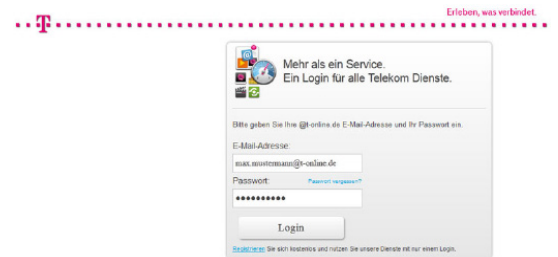 Erleben, was verbindet.
T
Mehr als ein Service.
Ein Login für alle Telekom Dienste.
Bitte geben Sie Ihre @t-online.de E-Mail-Adresse und Ihr Passwort ein.
E-Mail-Adresse:
max.mustermann@t-online.de
Passwort: Passwort vergessen?
••••••••••
Login
Registrieren Sie sich kostenlos und nutzen Sie unsere Dienste mit nur einem Login.